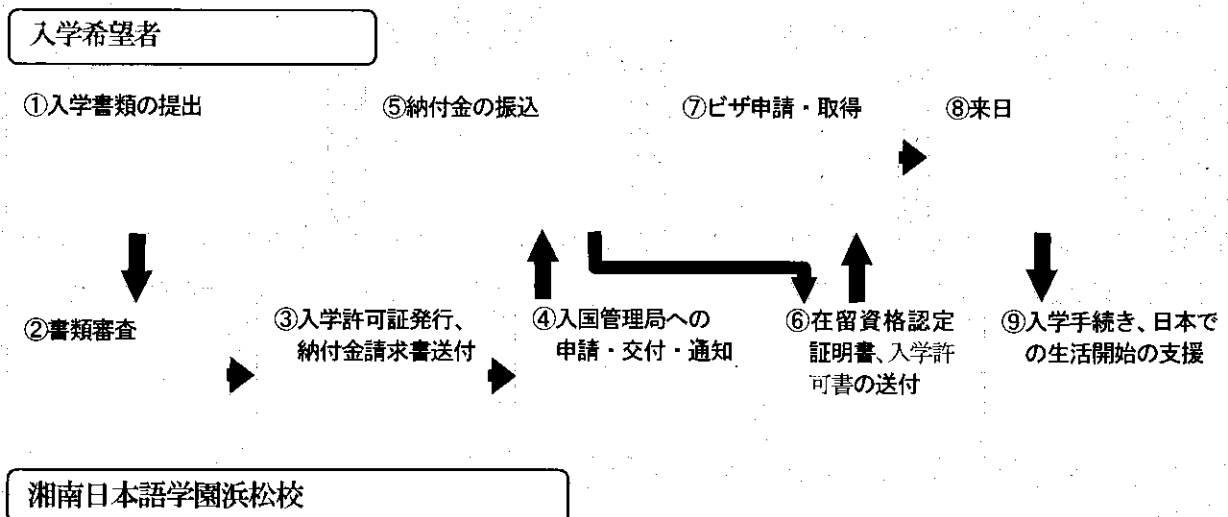 入学希望者
①入学書類の提出
⑤納付金の振込
⑦ビザ申請・取得
⑧来日
②書類審査
③入学許可証発行、
納付金請求書送付
④入国管理局への
申請・交付・通知
⑥在留資格認定
証明書、入学許
可書の送付
⑨入学手続き、日本で
の生活開始の支援
湘南日本語学園浜松校